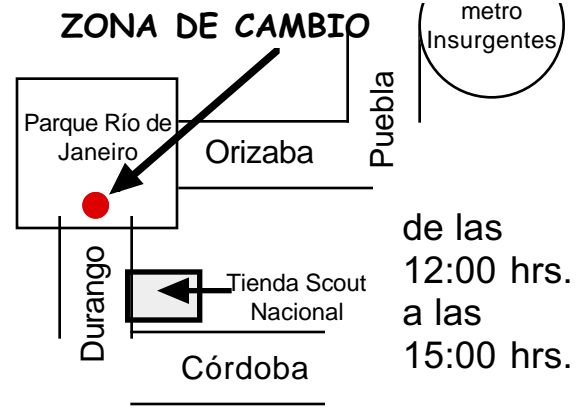 ZONA DE CAMBIO
metro
Insurgentes
Parque Río de
Janeiro
Orizaba
Puebla
de las
12:00 hrs.
a las
15:00 hrs.
Durango
Tienda Scout
Nacional
Córdoba